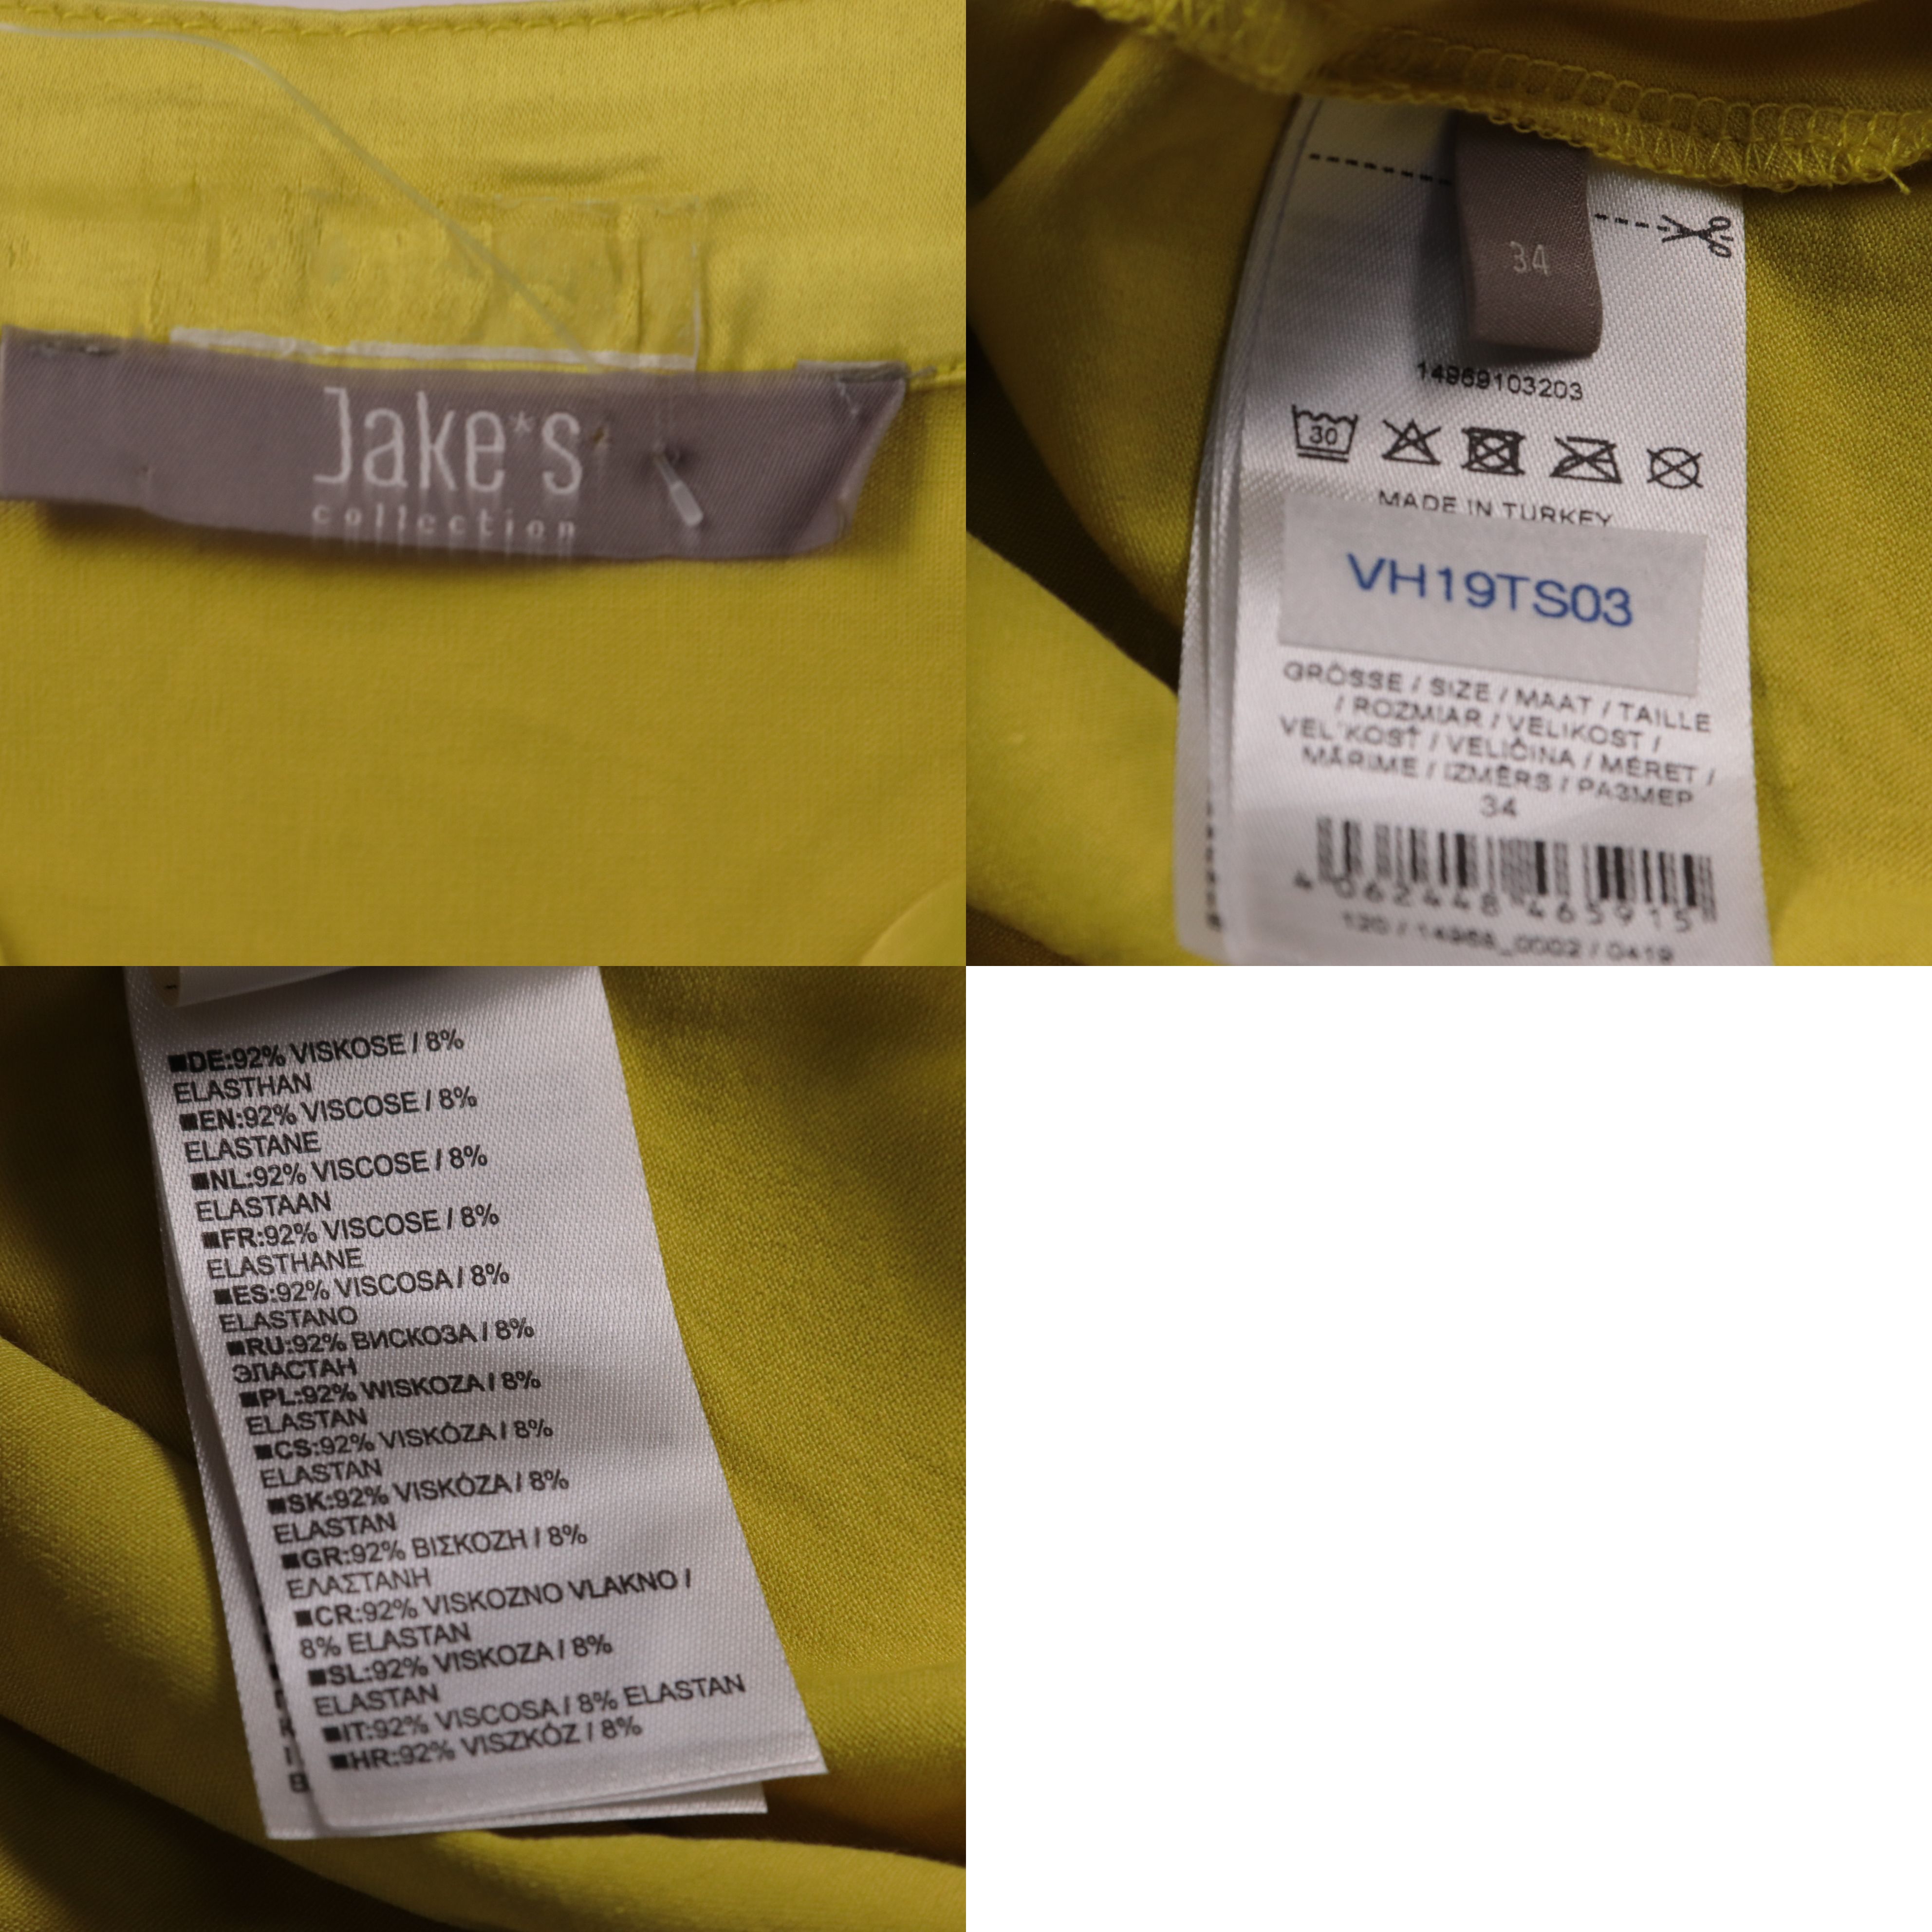 Jake*s
collection
34
14969103203
30
MADE IN TURKEY
VH19TS03
GRÖSSE / SIZE / MAAT / TAILLE
/ ROZMIAR / VELIKOST /
VEL'KOSŤ / VELIČINA / MÉRET /
MĂRIME / IZMĒRS / РАЗМЕР
34
4 062448 465915
■DE:92% VISKOSE / 8%
ELASTHAN
■EN:92% VISCOSE / 8%
ELASTANE
■NL:92% VISCOSE / 8%
ELASTAAN
■FR:92% VISCOSE / 8%
ELASTHANE
■ES:92% VISCOSA / 8%
ELASTANO
■RU:92% ВИСКОЗА / 8%
ЭЛАСТАН
■PL:92% WISKOZA / 8%
ELASTAN
■CS:92% VISKÓZA / 8%
ELASTAN
■SK:92% VISKÓZA / 8%
ELASTAN
■GR:92% ΒΙΣΚΟΖΗ / 8%
ΕΛΑΣΤΑΝΗ
■CR:92% VISKOZNO VLAKNO /
8% ELASTAN
■SL:92% VISKOZA / 8%
ELASTAN
■IT:92% VISCOSA / 8% ELASTAN
■HR:92% VISZKÓZ / 8%